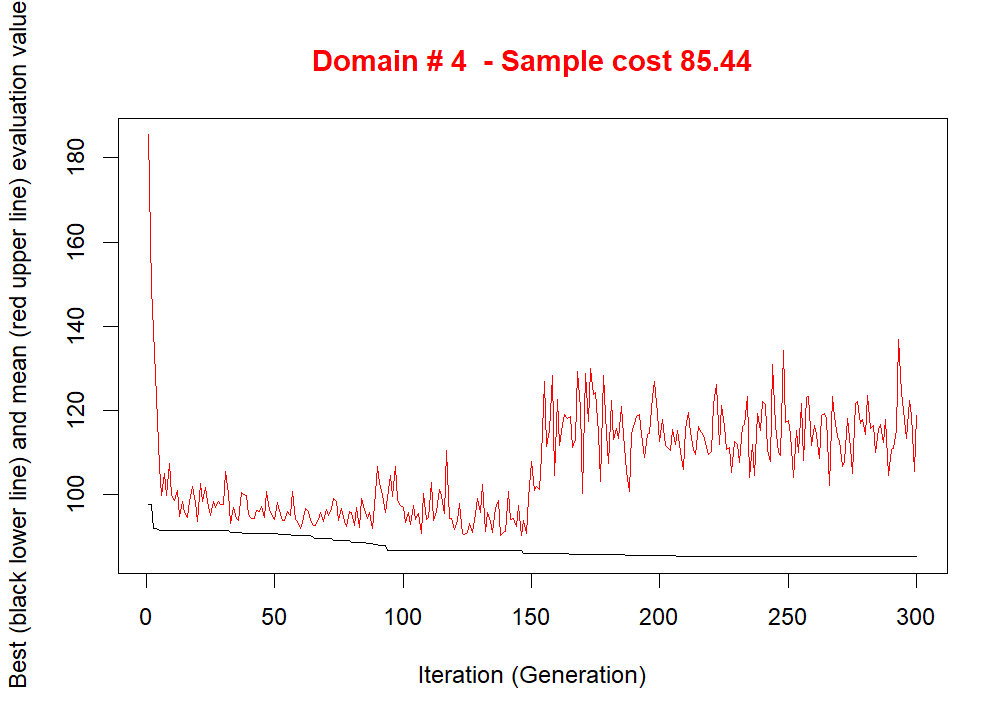 Domain # 4  - Sample cost 85.44
Best (black lower line) and mean (red upper line) evaluation value
180
160
140
120
100
0 50 100 150 200 250 300
Iteration (Generation)